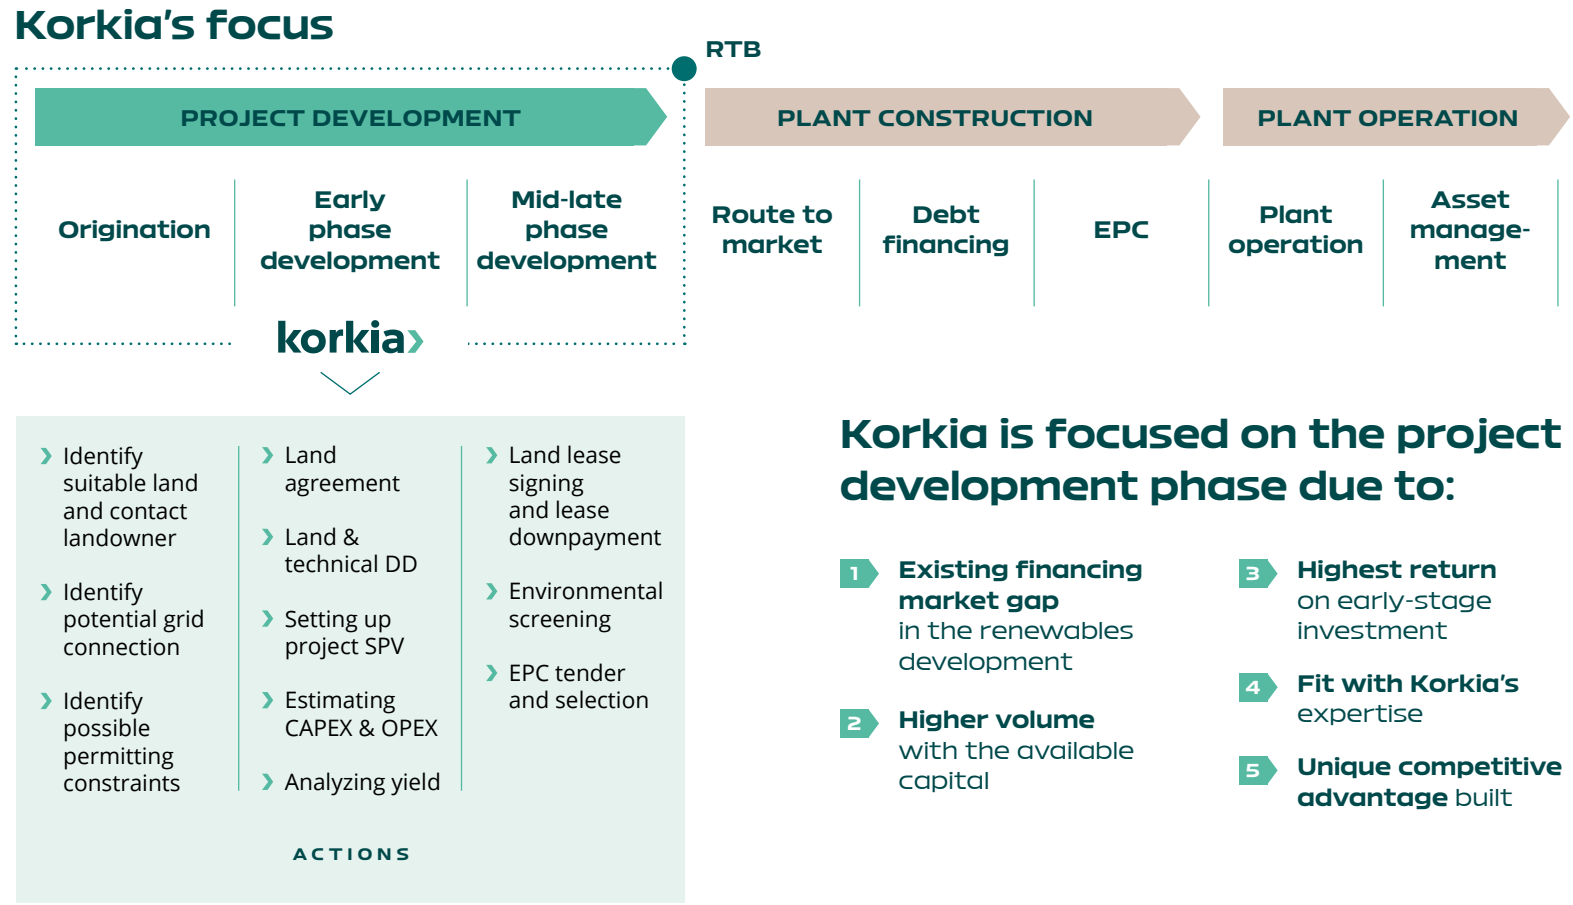 Korkia's focus
RTB
PROJECT DEVELOPMENT
PLANT CONSTRUCTION
PLANT OPERATION
Origination
Early
phase
development
Mid-late
phase
development
Route to
market
Debt
financing
EPC
Plant
operation
Asset
manage-
ment
korkia
Identify
suitable land
and contact
landowner
Identify
potential grid
connection
Identify
possible
permitting
constraints
Land
agreement
Land &
technical DD
Setting up
project SPV
Estimating
CAPEX & OPEX
Analyzing yield
Land lease
signing
and lease
downpayment
Environmental
screening
EPC tender
and selection
ACTIONS
Korkia is focused on the project
development phase due to:
1 Existing financing
market gap
in the renewables
development
2 Higher volume
with the available
capital
3 Highest return
on early-stage
investment
4 Fit with Korkia's
expertise
5 Unique competitive
advantage built